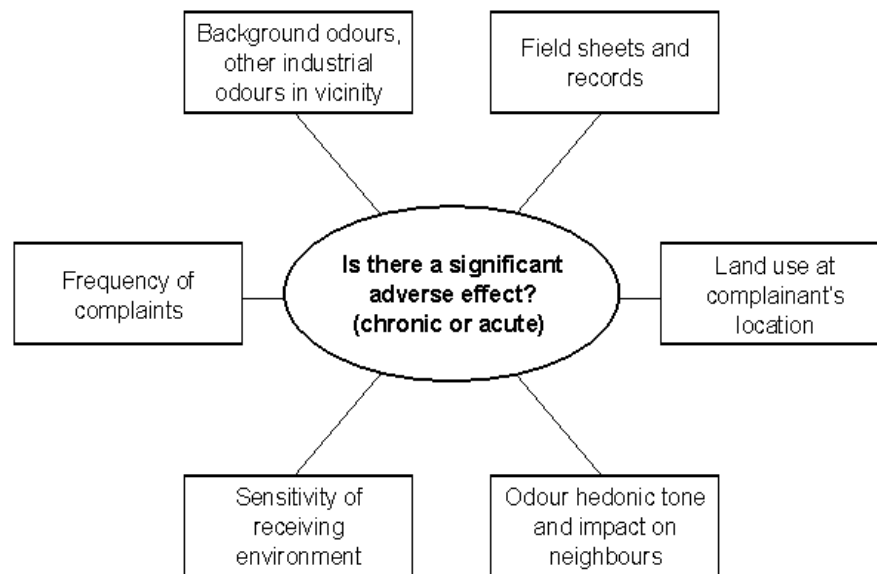 Background odours,
other industrial
odours in vicinity
Field sheets and
records
Frequency of
complaints
Is there a significant
adverse effect?
(chronic or acute)
Land use at
complainant's
location
Sensitivity of
receiving
environment
Odour hedonic tone
and impact on
neighbours